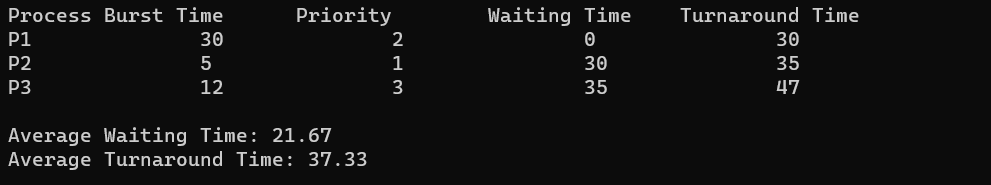 Process Burst Time      Priority        Waiting Time    Turnaround Time
P1              30              2               0               30
P2              5               1               30              35
P3              12              3               35              47
Average Waiting Time: 21.67
Average Turnaround Time: 37.33